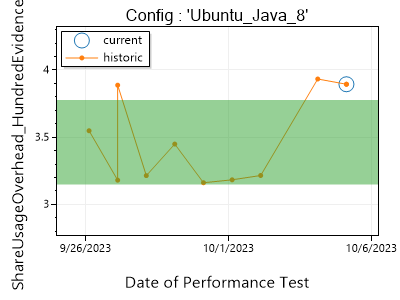 Config : 'Ubuntu_Java_8'
current
historic
ShareUsageOverhead_HundredEvidence
4
3.5
3
9/26/2023
10/1/2023
10/6/2023
Date of Performance Test